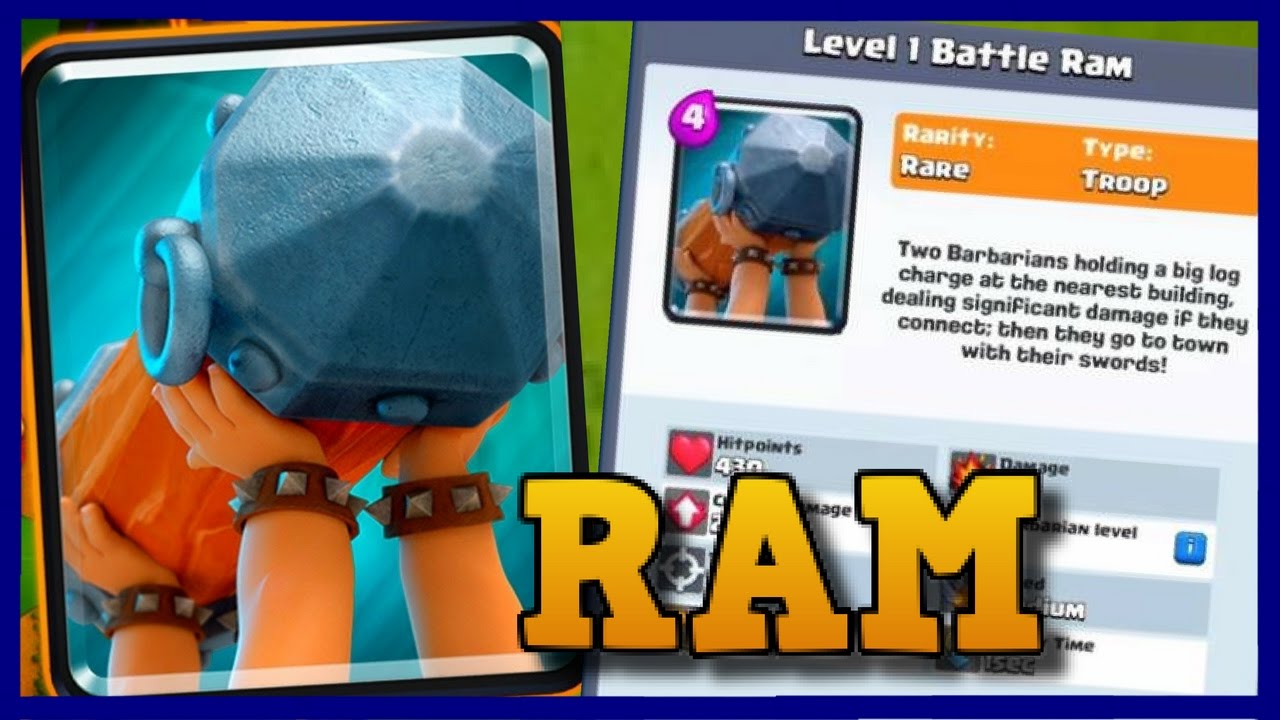 Level 1 Battle Ram
4
Rarity:
Rare
Type:
Troop
Two Barbarians holding a big log
charge at the nearest building,
dealing significant damage if they
connect; then they go to town
with their swords!
Hitpoints
430
Damage
level
Time
1sec
RAM